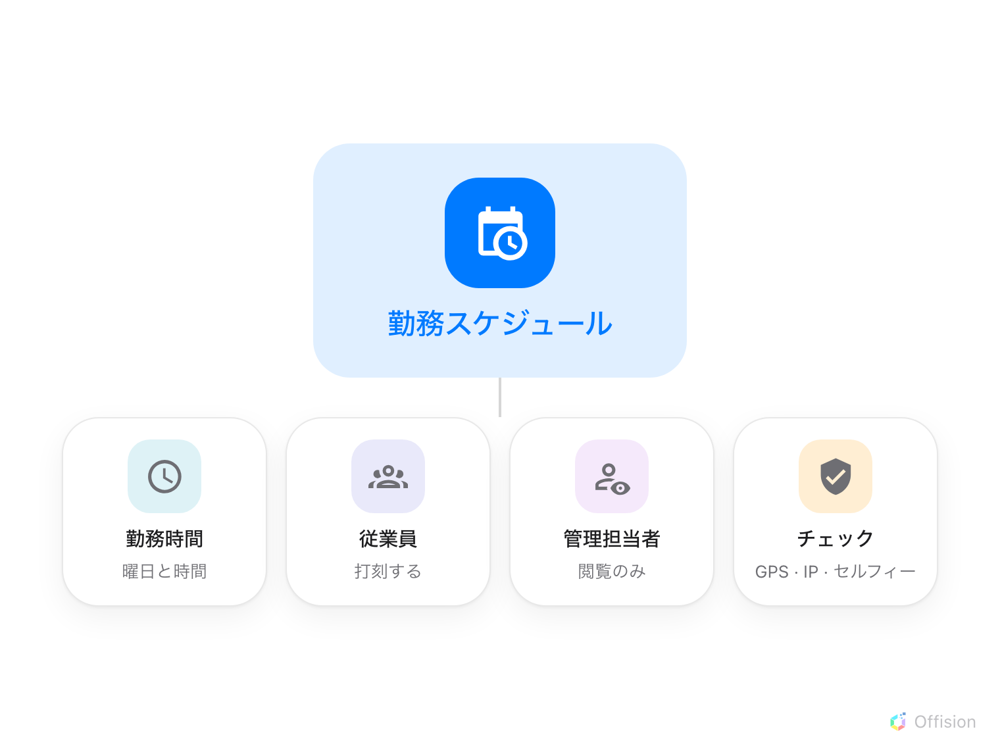 勤務スケジュール
勤務時間
曜日と時間
従業員
打刻する
管理担当者
閲覧のみ
チェック
GPS · IP · セルフィー
Offision